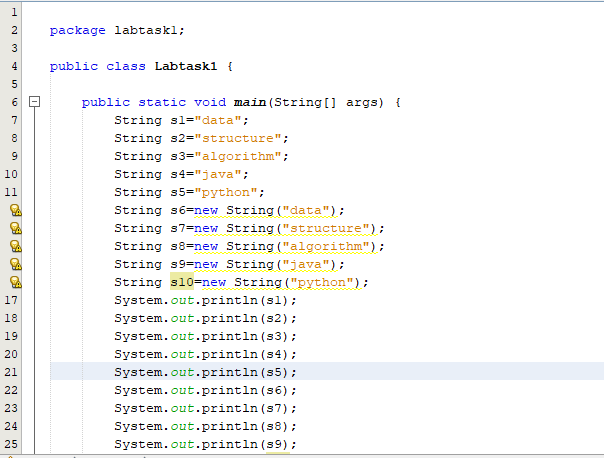 1
2 package labtask1;
3
4 public class Labtask1 {
5
6 public static void main(String[] args) {
7 String s1="data";
8 String s2="structure";
9 String s3="algorithm";
10 String s4="java";
11 String s5="python";
String s6=new String("data");
String s7=new String("structure");
String s8=new String("algorithm");
String s9=new String("java");
String s10=new String("python");
17 System.out.println(s1);
18 System.out.println(s2);
19 System.out.println(s3);
20 System.out.println(s4);
21 System.out.println(s5);
22 System.out.println(s6);
23 System.out.println(s7);
24 System.out.println(s8);
25 System.out.println(s9);